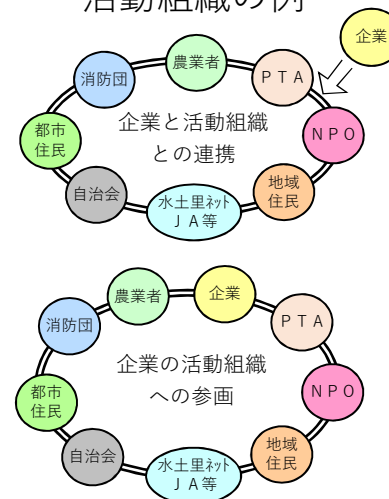 活動組織の例
企業
農業者
消防団
ＰＴＡ
企業と活動組織
との連携
都市
住民
ＮＰＯ
自治会
地域
住民
水土里ﾈｯﾄ
ＪＡ等
農業者
企業
消防団
ＰＴＡ
企業の活動組織
への参画
都市
住民
ＮＰＯ
自治会
地域
住民
水土里ﾈｯﾄ
ＪＡ等